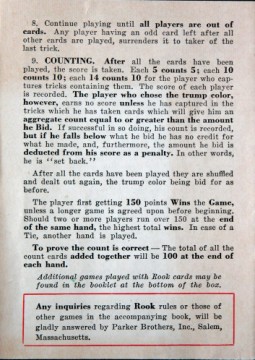 8. Continue playing until all players are out of
cards. Any player having an odd card left after all
other cards are played, surrenders it to taker of the
last trick.
9. COUNTING. After all the cards have been
played, the score is taken. Each 5 counts 5; each 10
counts 10; each 14 counts 10 for the player who cap-
tures tricks containing them. The score of each player
is recorded. The player who chose the trump color,
however, earns no score unless he has captured in the
tricks which he has taken cards which will give him an
aggregate count equal to or greater than the amount
he Bid. If successful in so doing, his count is recorded,
but if he falls below what he bid he has no credit for
what he made, and, furthermore, the amount he bid is
deducted from his score as a penalty. In other words,
he is "set back."
After all the cards have been played they are shuffled
and dealt out again, the trump color being bid for as
before.
The player first getting 150 points Wins the Game,
unless a longer game is agreed upon before beginning.
Should two or more players run over 150 at the end
of the same hand, the highest total wins. In case of a
Tie, another hand is played.
To prove the count is correct — The total of all the
count cards added together will be 100 at the end of
each hand.
Additional games played with Rook cards may be
found in the booklet at the bottom of the box.
Any inquiries regarding Rook rules or those of
other games in the accompanying book, will be
gladly answered by Parker Brothers, Inc., Salem,
Massachusetts.